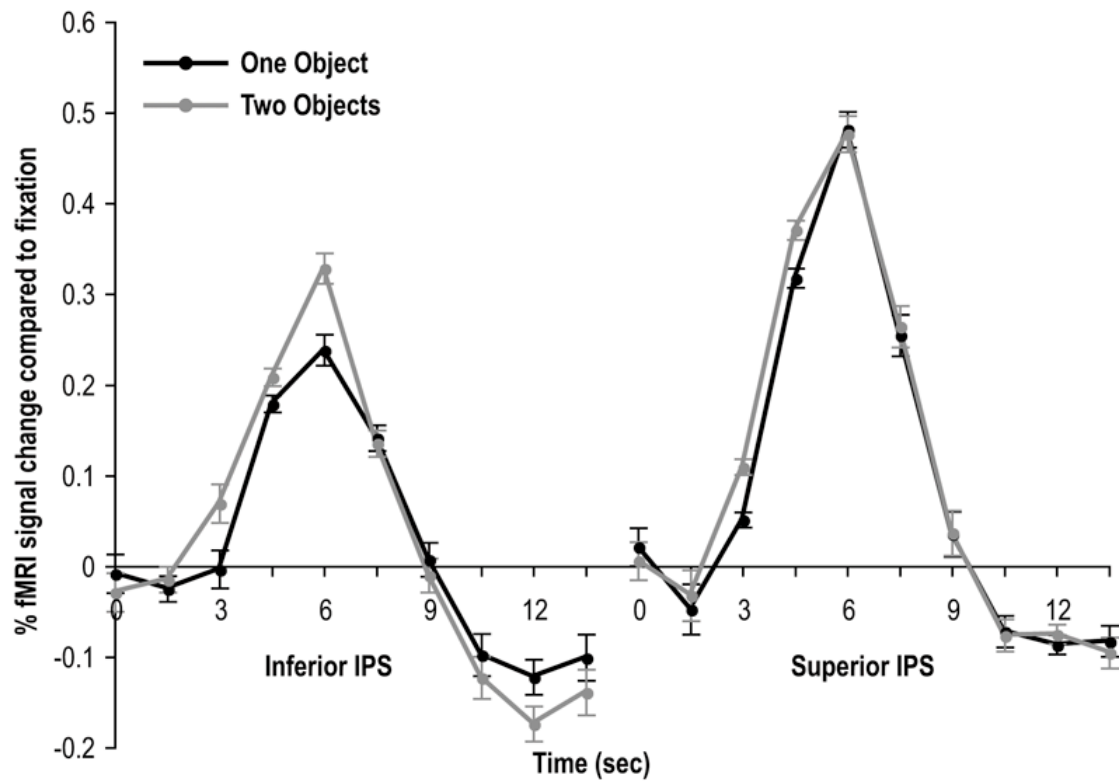 % fMRI signal change compared to fixation
0.6
0.5
0.4
0.3
0.2
0.1
0
-0.1
-0.2
One Object
Two Objects
0 3 6 9 12
0 3 6 9 12
Inferior IPS
Superior IPS
Time (sec)